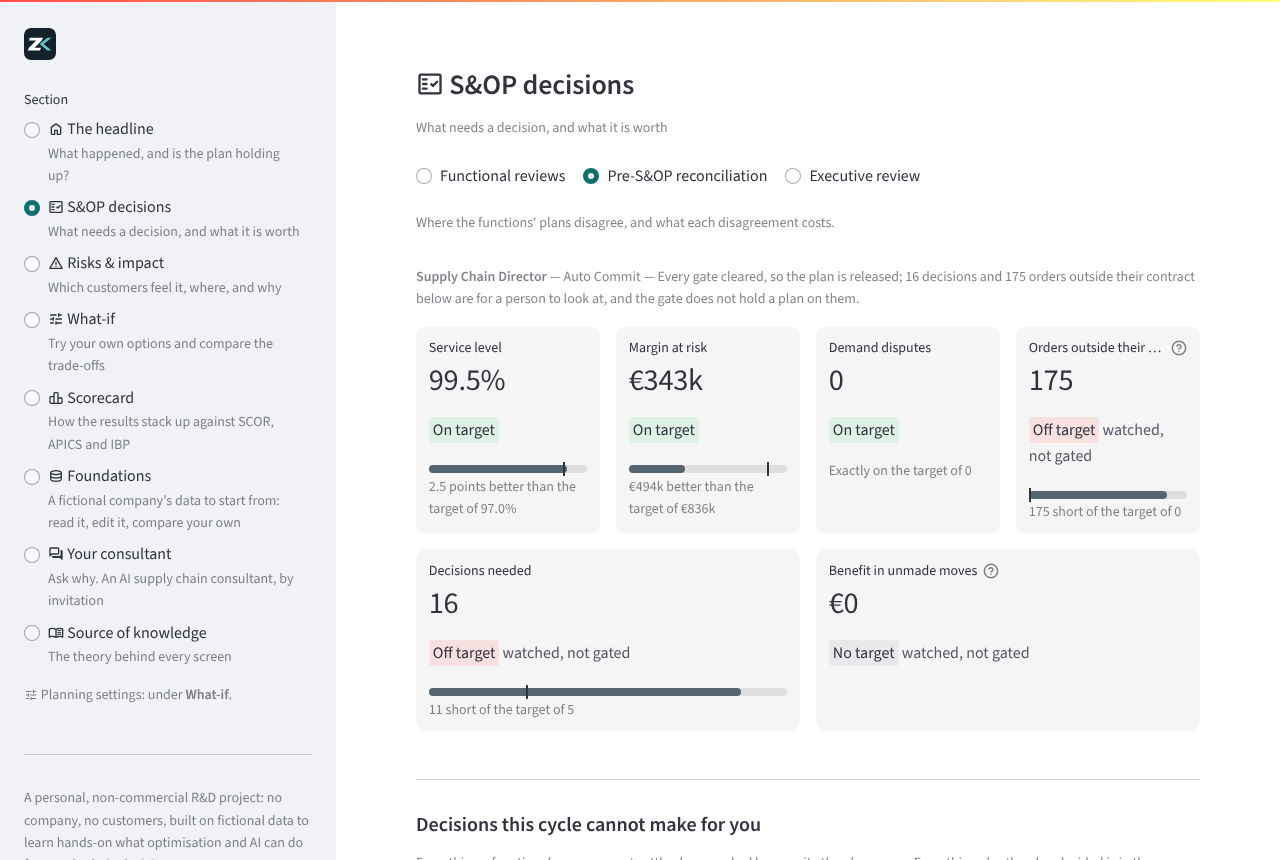 ZK
Section
The headline
What happened, and is the plan holding
up?
S&OP decisions
What needs a decision, and what it is worth
Risks & impact
Which customers feel it, where, and why
What-if
Try your own options and compare the
trade-offs
Scorecard
How the results stack up against SCOR,
APICS and IBP
Foundations
A fictional company's data to start from:
read it, edit it, compare your own
Your consultant
Ask why. An AI supply chain consultant, by
invitation
Source of knowledge
The theory behind every screen
Planning settings: under What-if.
A personal, non-commercial R&D project: no
company, no customers, built on fictional data to
learn hands-on what optimisation and AI can do
S&OP decisions
What needs a decision, and what it is worth
Functional reviews Pre-S&OP reconciliation Executive review
Where the functions' plans disagree, and what each disagreement costs.
Supply Chain Director — Auto Commit — Every gate cleared, so the plan is released; 16 decisions and 175 orders outside their contract
below are for a person to look at, and the gate does not hold a plan on them.
Service level
99.5%
On target
2.5 points better than the
target of 97.0%
Margin at risk
€343k
On target
€494k better than the
target of €836k
Demand disputes
0
On target
Exactly on the target of 0
Orders outside their …
175
Off target watched,
not gated
175 short of the target of 0
Decisions needed
16
Off target watched, not gated
11 short of the target of 5
Benefit in unmade moves
€0
No target watched, not gated
Decisions this cycle cannot make for you